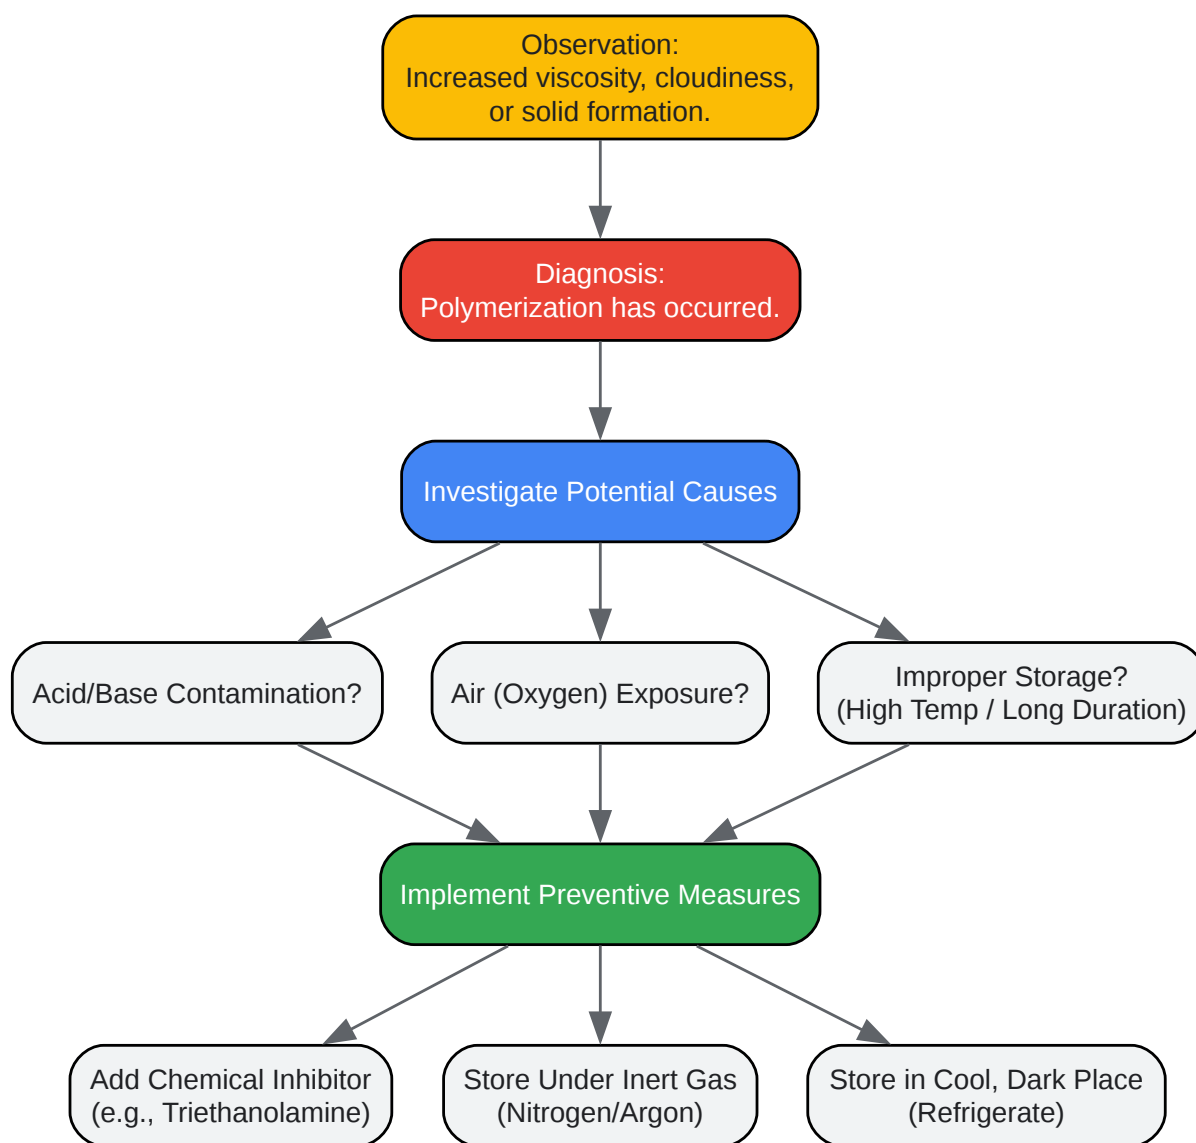 Observation:
Increased viscosity, cloudiness,
or solid formation.
Diagnosis:
Polymerization has occurred.
Investigate Potential Causes
Acid/Base Contamination?
Air (Oxygen) Exposure?
Improper Storage?
(High Temp / Long Duration)
Implement Preventive Measures
Add Chemical Inhibitor
(e.g., Triethanolamine)
Store Under Inert Gas
(Nitrogen/Argon)
Store in Cool, Dark Place
(Refrigerate)